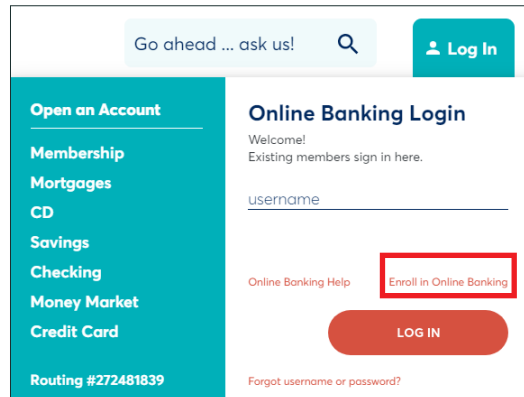 Go ahead ... ask us!
Log In
Open an Account
Membership
Mortgages
CD
Savings
Checking
Money Market
Credit Card
Routing #272481839
Online Banking Login
Welcome!
Existing members sign in here.
username
Online Banking Help
Enroll in Online Banking
LOG IN
Forgot username or password?